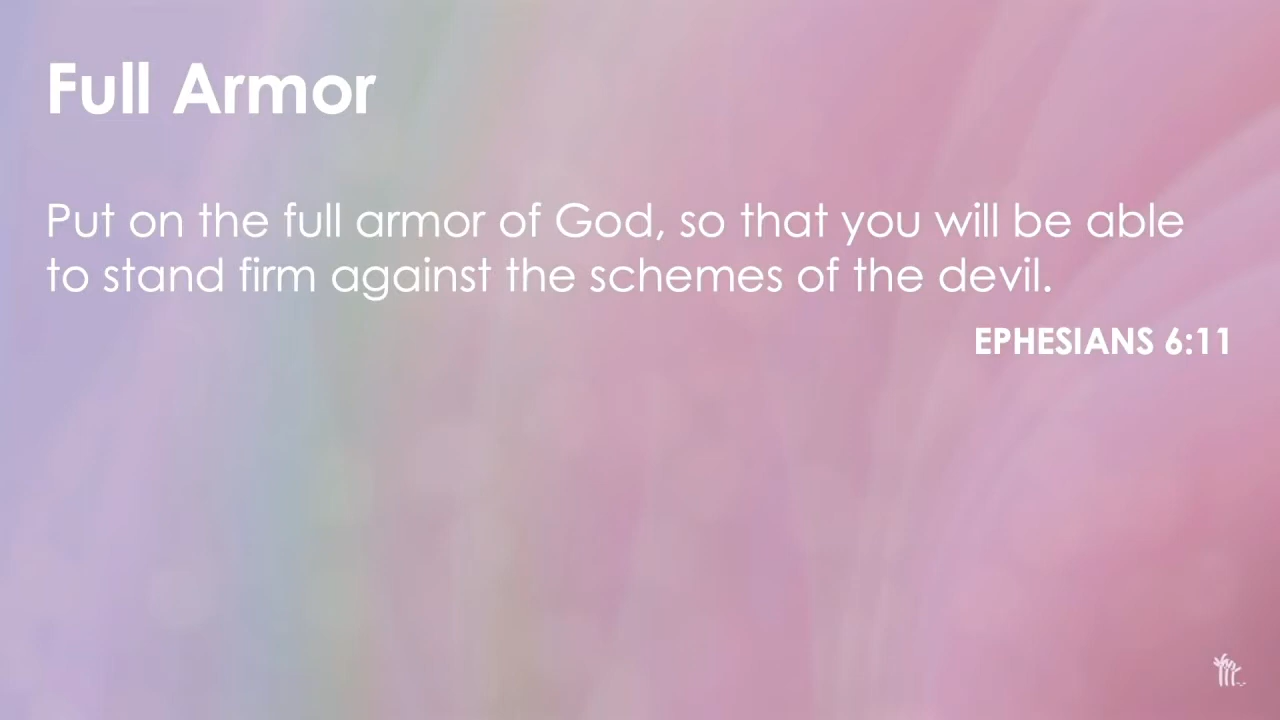 Full Armor
Put on the full armor of God, so that you will be able
to stand firm against the schemes of the devil.
EPHESIANS 6:11